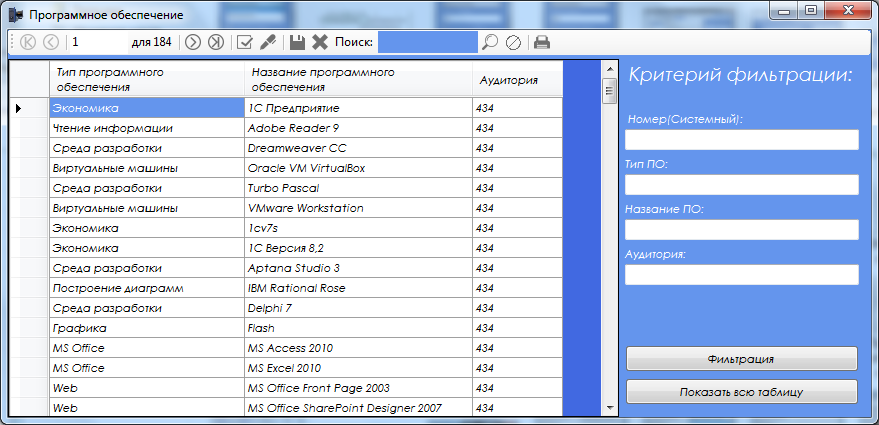 Программное обеспечение
1 для 184 Поиск:
Тип программного обеспечения Название программного обеспечения Аудитория
Экономика 1С Предприятие 434
Чтение информации Adobe Reader 9 434
Среда разработки Dreamweaver CC 434
Виртуальные машины Oracle VM VirtualBox 434
Среда разработки Turbo Pascal 434
Виртуальные машины VMware Workstation 434
Экономика 1cv7s 434
Экономика 1С Версия 8,2 434
Среда разработки Aptana Studio 3 434
Построение диаграмм IBM Rational Rose 434
Среда разработки Delphi 7 434
Графика Flash 434
MS Office MS Access 2010 434
MS Office MS Excel 2010 434
Web MS Office Front Page 2003 434
Web MS Office SharePoint Designer 2007 434
Критерий фильтрации:
Номер(Системный):
Тип ПО:
Название ПО:
Аудитория:
Фильтрация
Показать всю таблицу